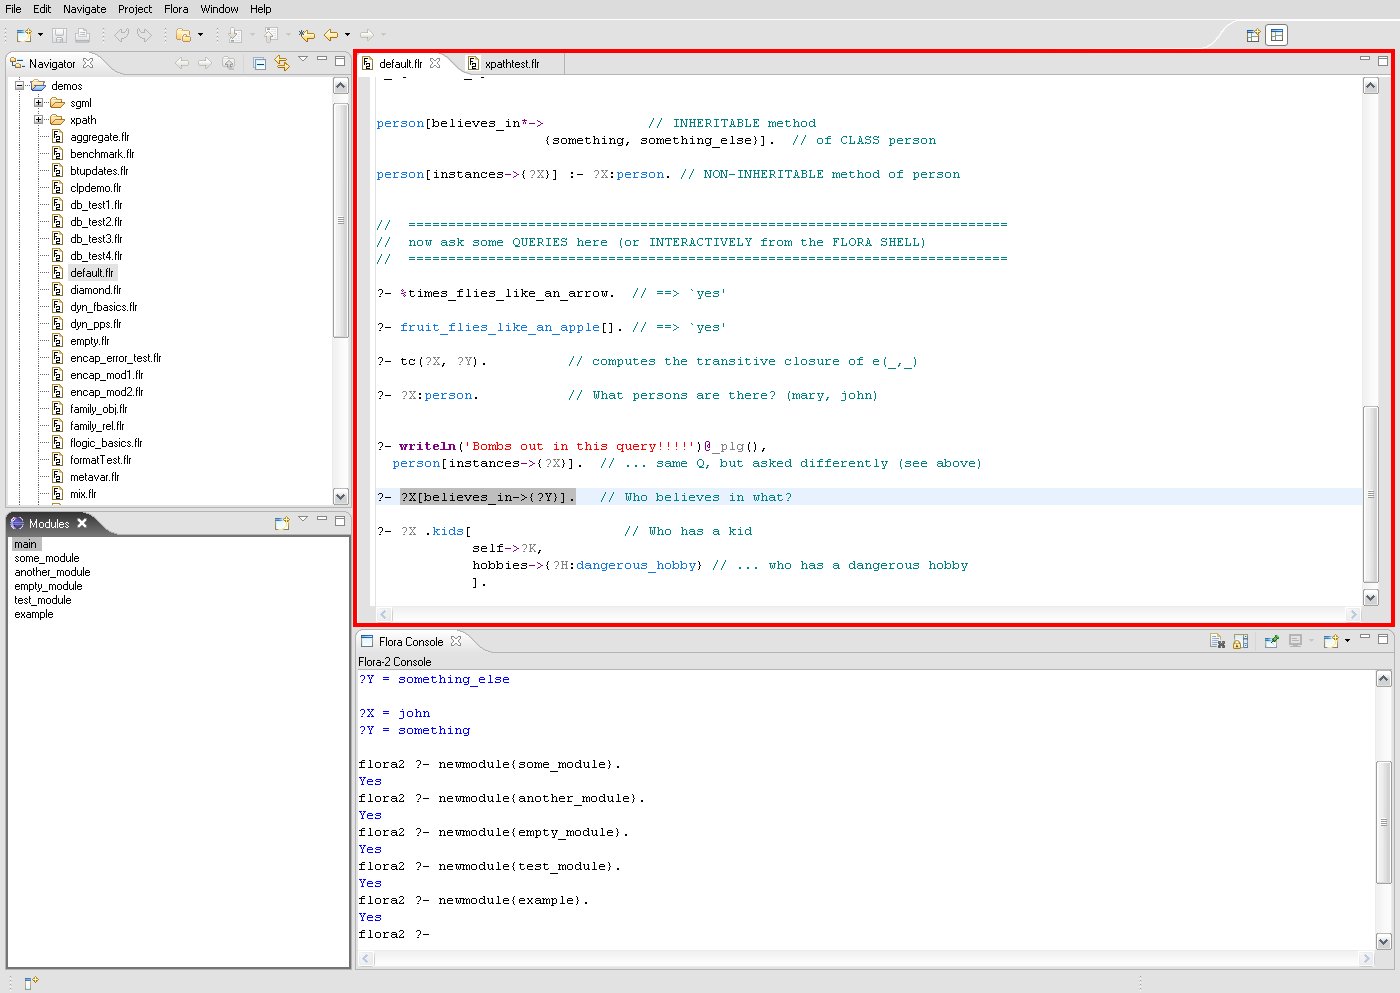 File Edit Navigate Project Flora Window Help
Navigator
demos
sgml
xpath
aggregate.flr
benchmark.flr
btupdates.flr
clpdemo.flr
db_test1.flr
db_test2.flr
db_test3.flr
db_test4.flr
default.flr
diamond.flr
dyn_fbasics.flr
dyn_pps.flr
empty.flr
encap_error_test.flr
encap_mod1.flr
encap_mod2.flr
family_obj.flr
family_rel.flr
flogic_basics.flr
formatTest.flr
metavar.flr
mix.flr
Modules
main
some_module
another_module
empty_module
test_module
example
default.flr xpathtest.flr
person[believes_in*-> // INHERITABLE method
{something, something_else}]. // of CLASS person
person[instances->{?X}] :- ?X:person. // NON-INHERITABLE method of person
// ===========================================================================
// now ask some QUERIES here (or INTERACTIVELY from the FLORA SHELL)
// ===========================================================================
?- %times_flies_like_an_arrow. // ==> `yes'
?- fruit_flies_like_an_apple[]. // ==> `yes'
?- tc(?X, ?Y). // computes the transitive closure of e(_,_)
?- ?X:person. // What persons are there? (mary, john)
?- writeln('Bombs out in this query!!!!')@_plg(),
person[instances->{?X}]. // ... same Q, but asked differently (see above)
?- ?X[believes_in->{?Y}]. // Who believes in what?
?- ?X .kids[ // Who has a kid
self->?K,
hobbies->{?H:dangerous_hobby} // ... who has a dangerous hobby
].
Flora Console
Flora-2 Console
?Y = something_else
?X = john
?Y = something
flora2 ?- newmodule{some_module}.
Yes
flora2 ?- newmodule{another_module}.
Yes
flora2 ?- newmodule{empty_module}.
Yes
flora2 ?- newmodule{test_module}.
Yes
flora2 ?- newmodule{example}.
Yes
flora2 ?-